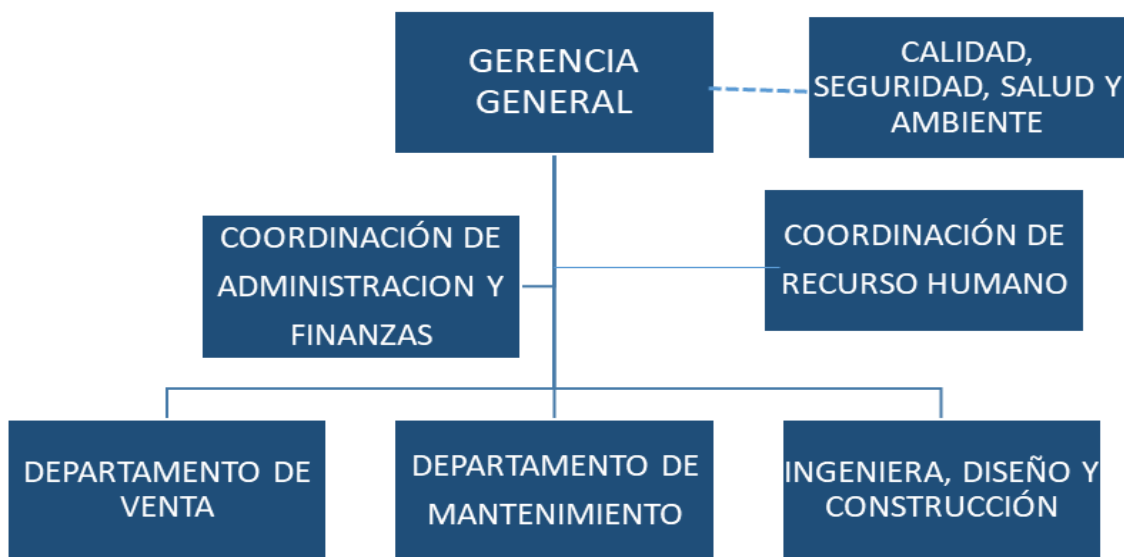 GERENCIA
GENERAL
CALIDAD,
SEGURIDAD, SALUD Y
AMBIENTE
COORDINACIÓN DE
ADMINISTRACION Y
FINANZAS
COORDINACIÓN DE
RECURSO HUMANO
DEPARTAMENTO DE
VENTA
DEPARTAMENTO DE
MANTENIMIENTO
INGENIERA, DISEÑO Y
CONSTRUCCIÓN